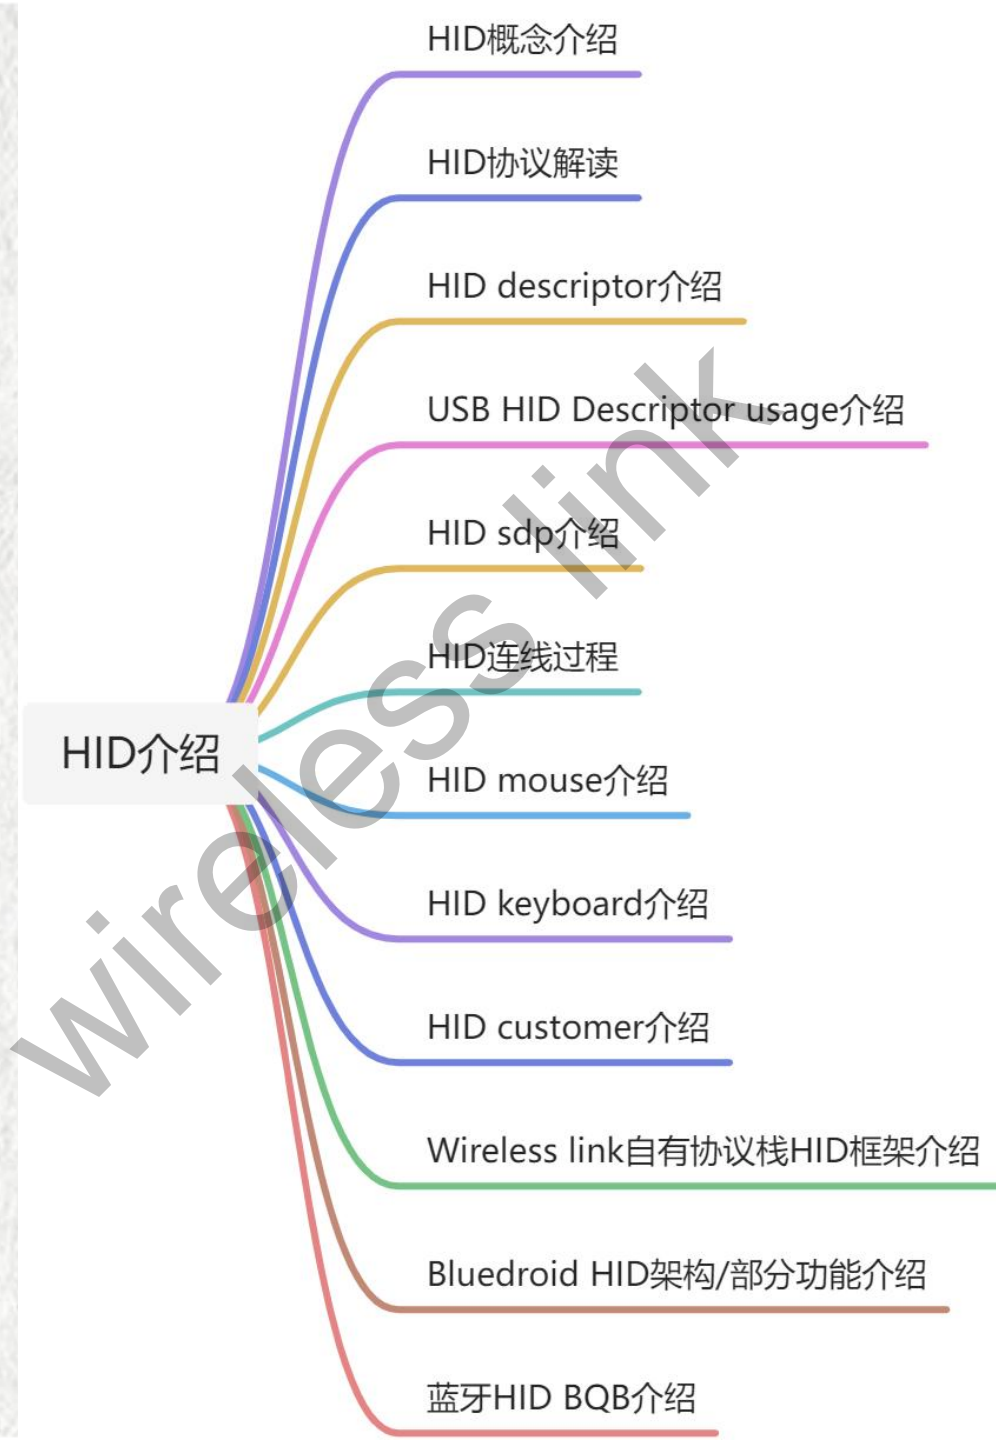 HID概念介绍
HID协议解读
HID descriptor介绍
USB HID Descriptor usage介绍
HID sdp介绍
HID连线过程
HID介绍
HID mouse介绍
HID keyboard介绍
HID customer介绍
Wireless link自有协议栈HID框架介绍
Bluedroid HID架构/部分功能介绍
蓝牙HID BQB介绍
wireless link